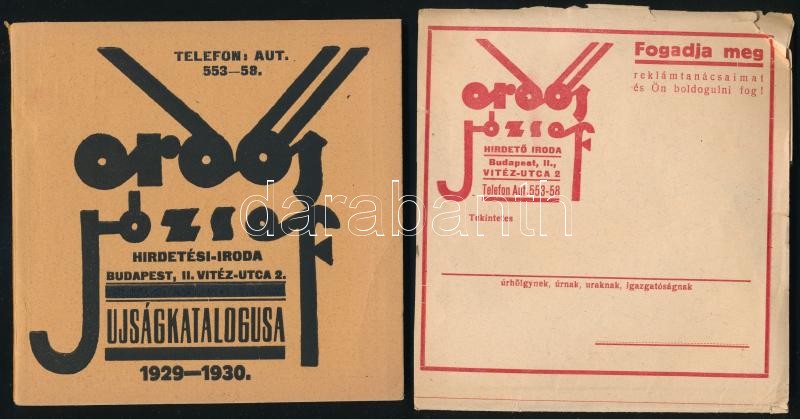 TELEFON: AUT.
553—58.
Ordós
József
HIRDETÉSI-IRODA
BUDAPEST, II. VITÉZ-UTCA 2.
UJSÁGKATALOGUSA
1929—1930.
Fogadja meg
reklámtanácsaimat
és Ön boldogulni fog!
Ordós
József
HIRDETŐ IRODA
Budapest, II.,
VITÉZ-UTCA 2
Telefon Aut. 553-58
Tekintetes
úrhölgynek, úrnak, uraknak, igazgatóságnak
darabanth